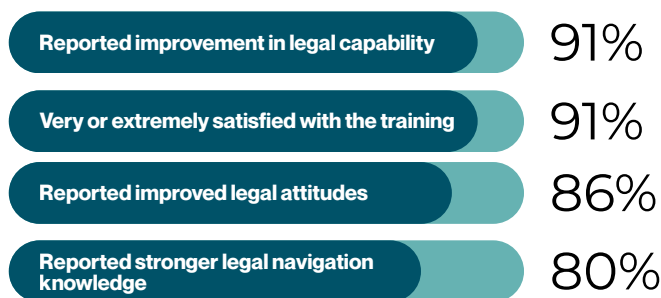 Reported improvement in legal capability 91%
Very or extremely satisfied with the training 91%
Reported improved legal attitudes 86%
Reported stronger legal navigation
knowledge 80%